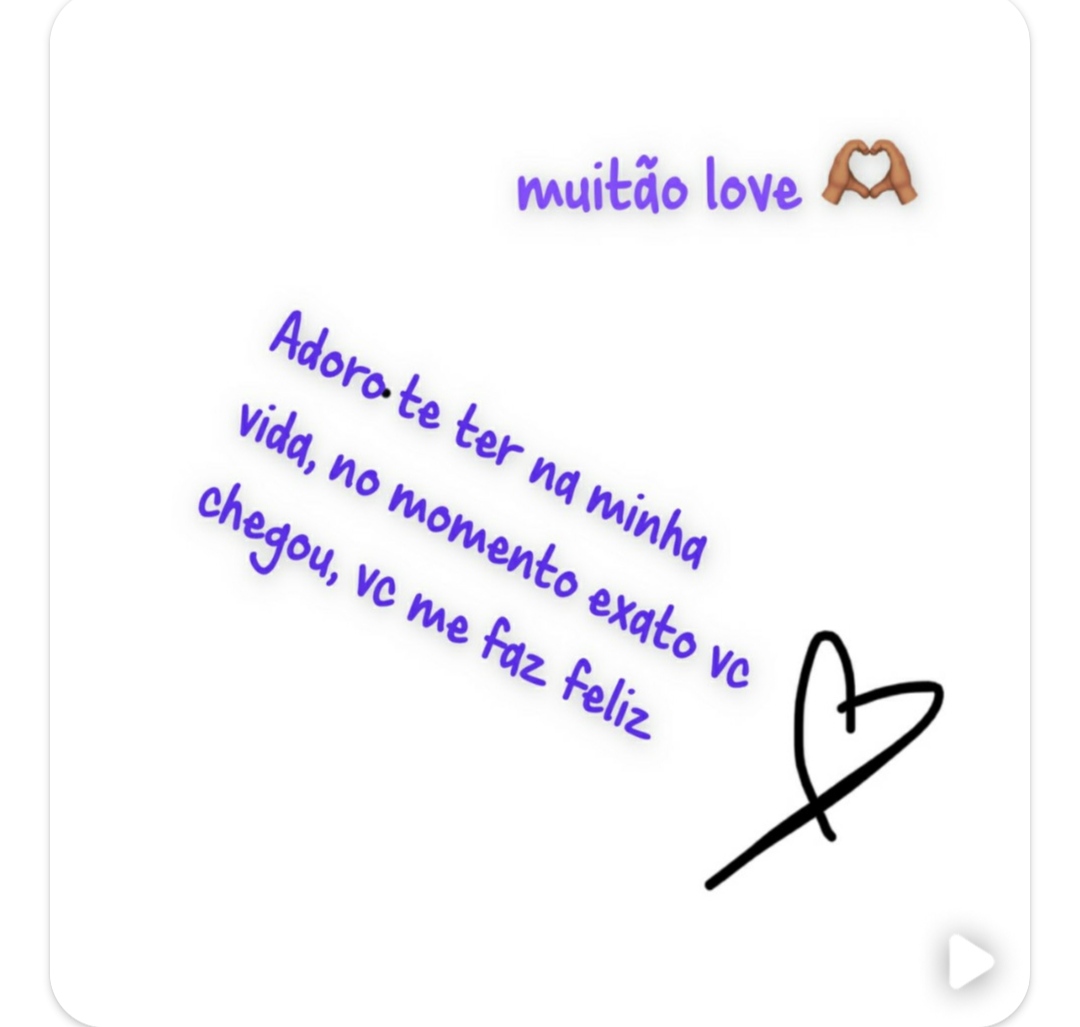 muitão love 🫶🏽
Adoro te ter na minha
vida, no momento exato vc
chegou, vc me faz feliz